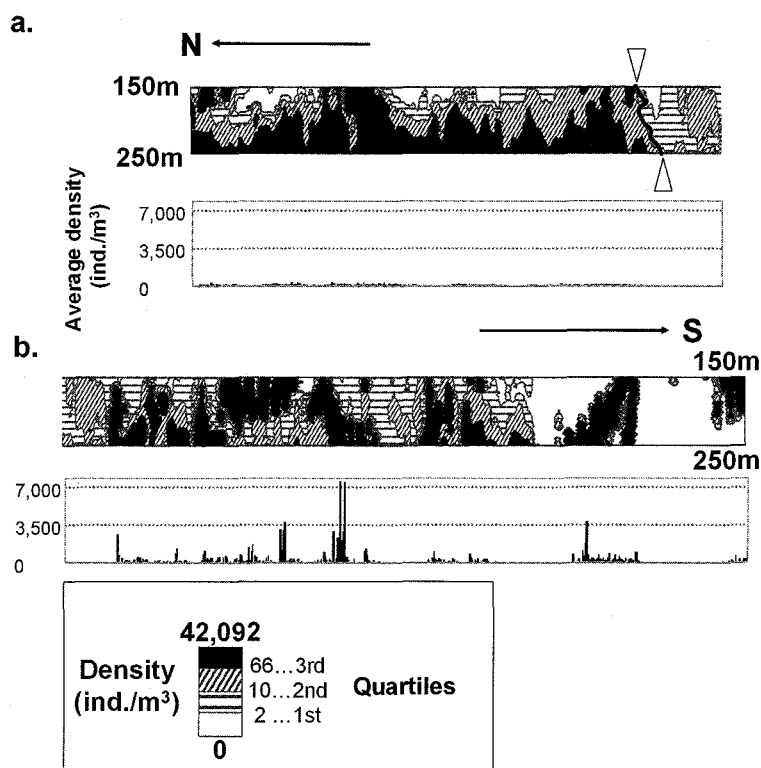 a.
N
150m
250m
Average density
(ind./m³)
7,000
3,500
0
S
b.
150m
250m
7,000
3,500
0
42,092
Density
(ind./m³)
66...3rd
10...2nd
2 ...1st
Quartiles
0